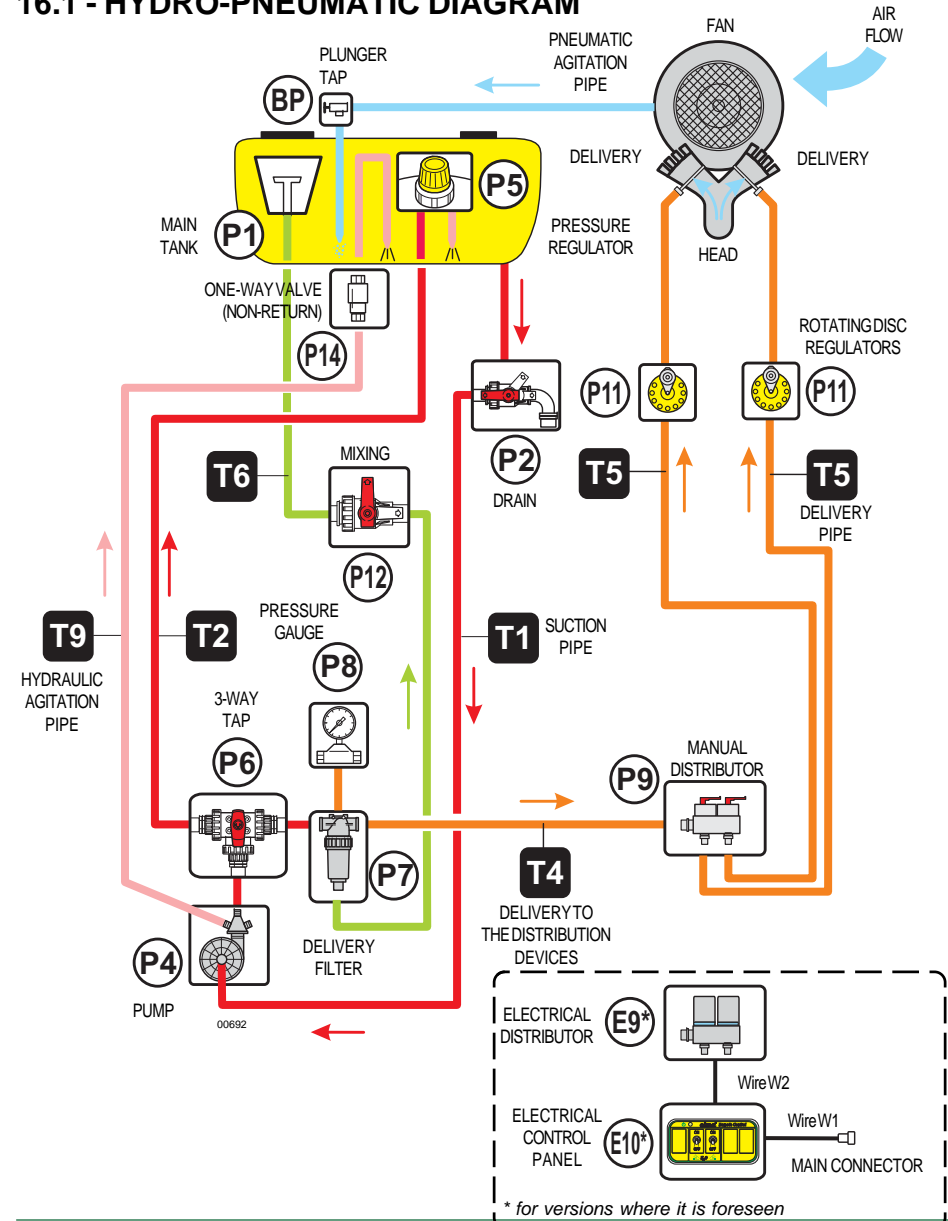 16.1 - HYDRO-PNEUMATIC DIAGRAM
AIR
FLOW
FAN
PNEUMATIC
AGITATION
PIPE
PLUNGER
TAP
BP
DELIVERY
DELIVERY
P5
MAIN
TANK
P1
PRESSURE
REGULATOR
HEAD
ONE-WAY VALVE
(NON-RETURN)
P14
ROTATING DISC
REGULATORS
P11
P11
P2
DRAIN
MIXING
T6
T5
T5
DELIVERY
PIPE
P12
PRESSURE
GAUGE
T9
T2
T1
SUCTION
PIPE
HYDRAULIC
AGITATION
PIPE
P8
3-WAY
TAP
P6
MANUAL
DISTRIBUTOR
P9
P7
T4
DELIVERY TO
THE DISTRIBUTION
DEVICES
DELIVERY
FILTER
P4
PUMP
00692
ELECTRICAL
DISTRIBUTOR
E9*
Wire W2
ELECTRICAL
CONTROL
PANEL
E10*
Wire W1
MAIN CONNECTOR
* for versions where it is foreseen